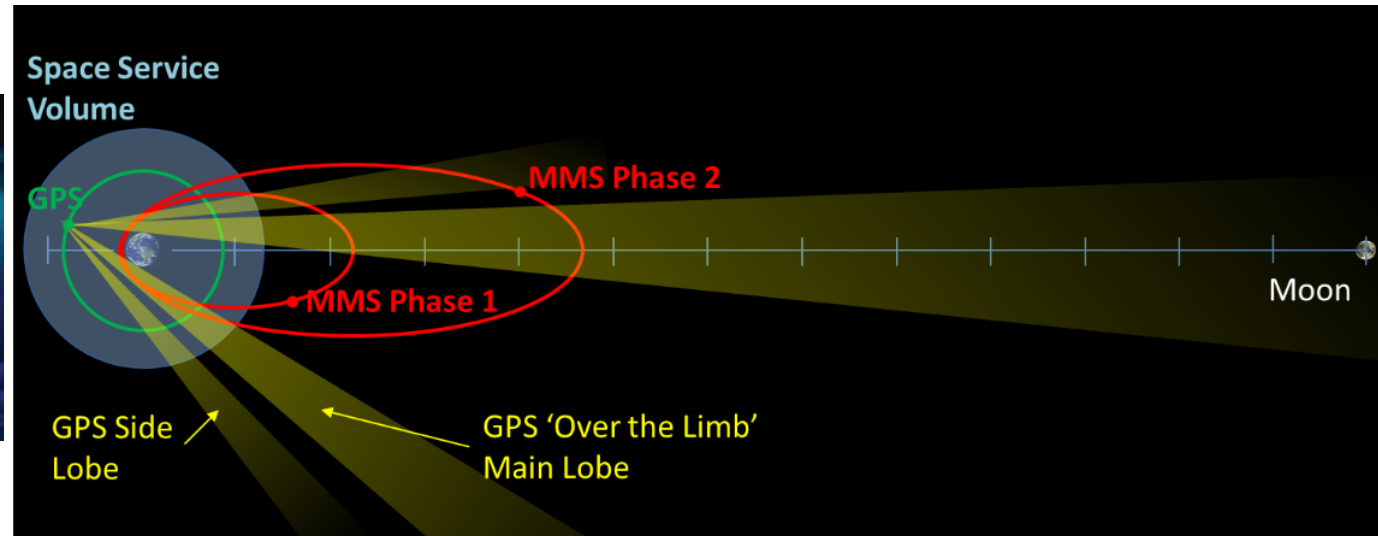 Space Service
Volume
GPS
MMS Phase 2
MMS Phase 1
Moon
GPS Side
Lobe
GPS ‘Over the Limb’
Main Lobe